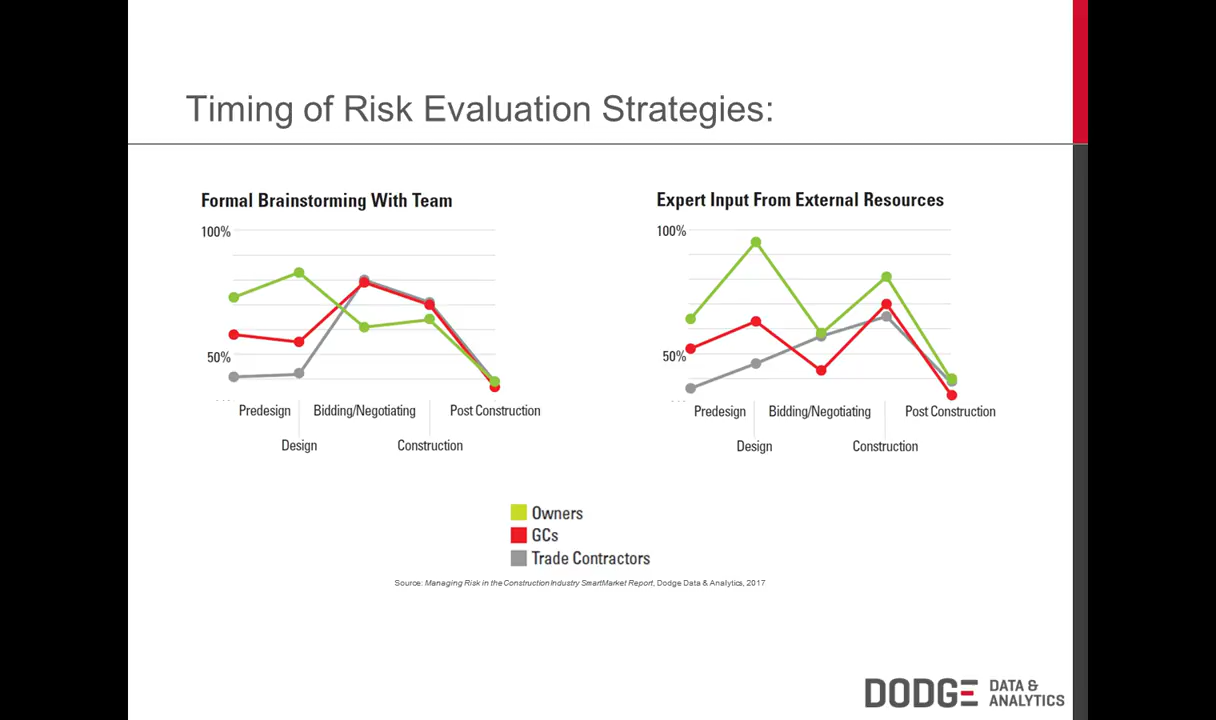 Timing of Risk Evaluation Strategies:
Formal Brainstorming With Team
100%
50%
Predesign
Bidding/Negotiating
Post Construction
Design
Construction
Expert Input From External Resources
100%
50%
Predesign
Bidding/Negotiating
Post Construction
Design
Construction
Owners
GCs
Trade Contractors
Source: Managing Risk in the Construction Industry SmartMarket Report, Dodge Data & Analytics, 2017
DODGE DATA &
ANALYTICS